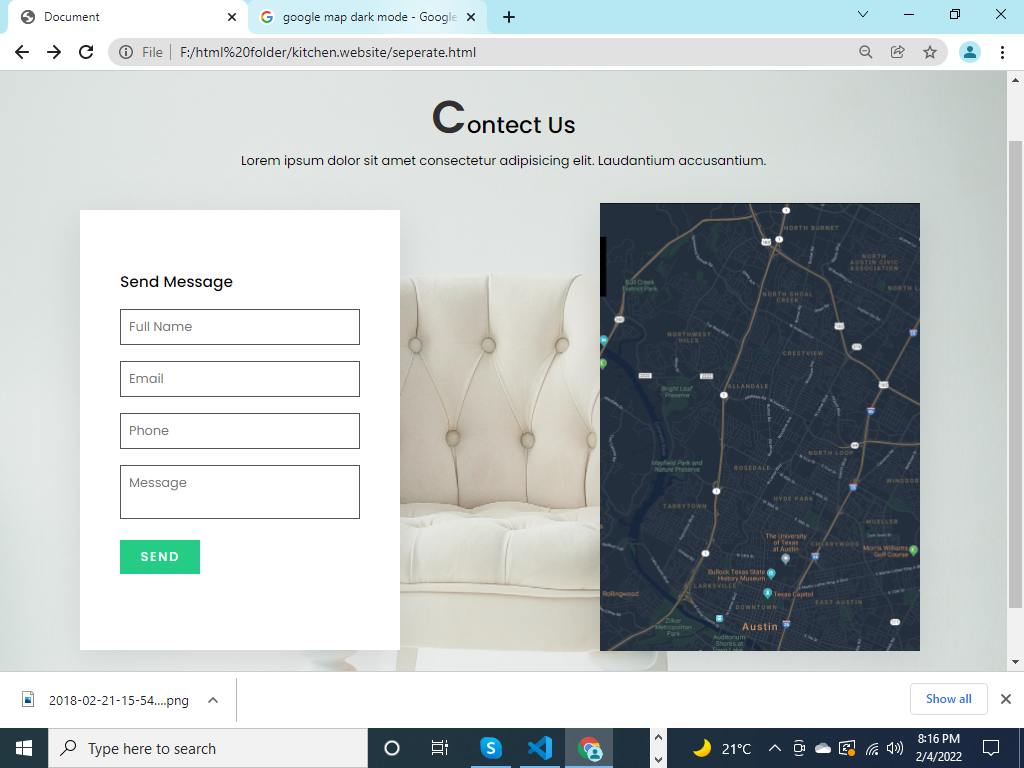 Document
google map dark mode - Google
File
F:/html%20folder/kitchen.website/seperate.html
Contect Us
Lorem ipsum dolor sit amet consectetur adipisicing elit. Laudantium accusantium.
Send Message
Full Name
Email
Phone
Message
SEND
NORTH BURNET
NORTH
AUSTIN CIVIC
ASSOCIATION
Bull Creek
District Park
NORTH SHOAL
CREEK
NORTH L
NORTHWEST
HILLS
CRESTVIEW
ALLANDALE
Bright Leaf
Preserve
NORTH LOOP
Mayfield Park and
Nature Preserve
ROSEDALE
WINDSOR
HYDE PARK
TARRYTOWN
MUELLER
The University
of Texas
at Austin
CHERRYWOOD
Morris Williams
Golf Course
Bullock Texas State
History Museum
CLARKSVILLE
Rollingwood
Texas Capitol
DOWNTOWN
EAST AUSTIN
Zilker
Metropolitan
Park
Austin
Auditorium
Shores at
Town Lake
2018-02-21-15-54....png
Show all
Type here to search
21°C
8:16 PM
2/4/2022